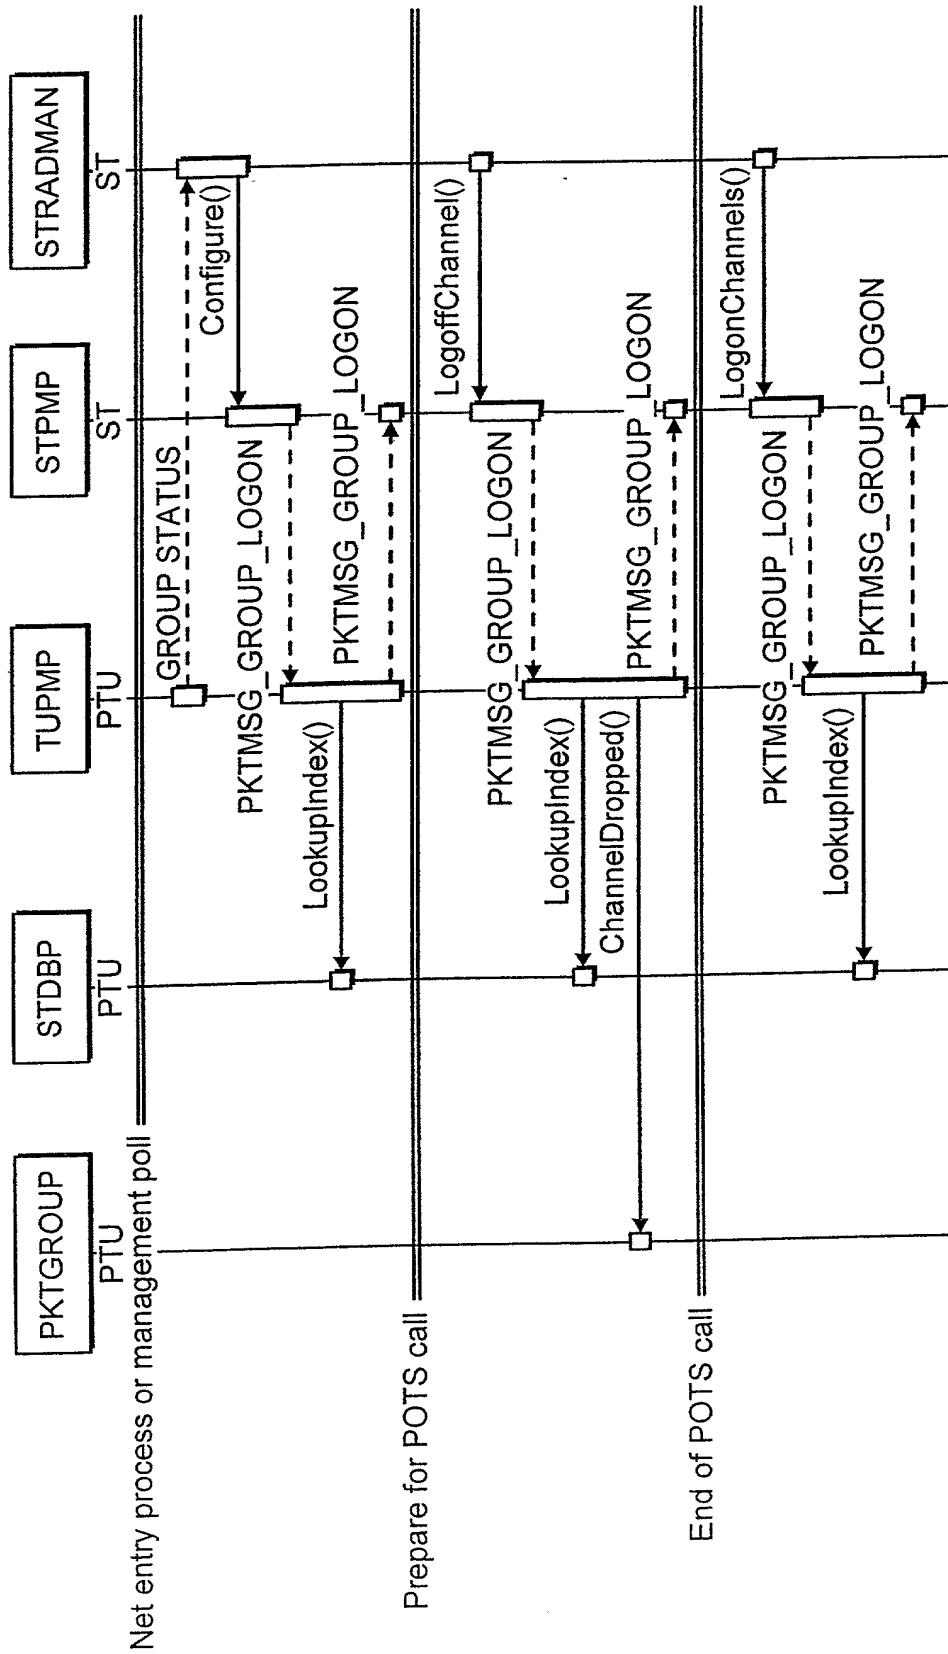 PKTGROUP
STDBP
TUPMP
STPMP
STRADMAN
PTU
PTU
PTU
ST
ST
Net entry process or management poll
GROUP STATUS
Configure()
PKTMSG_GROUP_LOGON
LookupIndex()
PKTMSG_GROUP_LOGON
Prepare for POTS call
LogoffChannel()
PKTMSG_GROUP_LOGON
LookupIndex()
ChannelDropped()
PKTMSG_GROUP_LOGON
End of POTS call
LogonChannels()
PKTMSG_GROUP_LOGON
LookupIndex()
PKTMSG_GROUP_LOGON